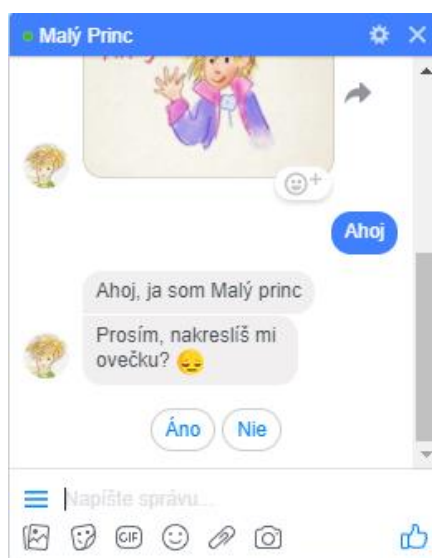 Malý Princ
Ahoj
Ahoj, ja som Malý princ
Prosím, nakreslíš mi
ovečku?
Áno
Nie
Napíšte správu...
GIF